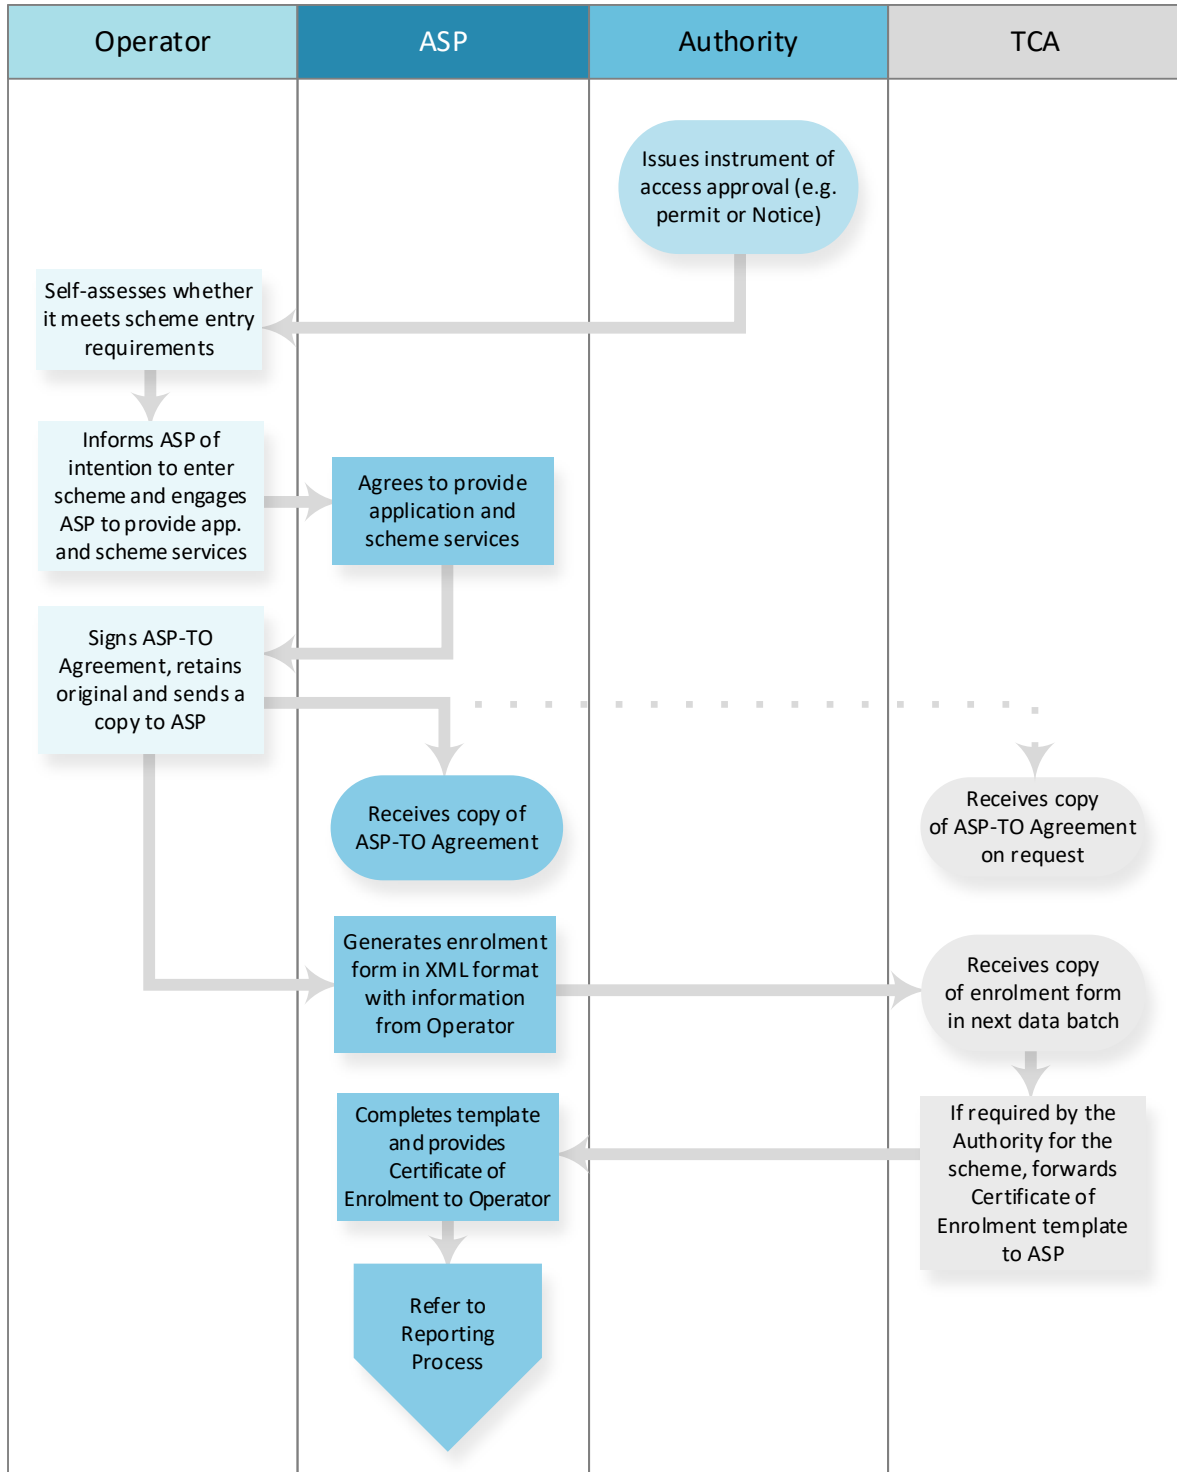 Operator
ASP
Authority
TCA
Issues instrument of
access approval (e.g.
permit or Notice)
Self-assesses whether
it meets scheme entry
requirements
Informs ASP of
intention to enter
scheme and engages
ASP to provide app.
and scheme services
Agrees to provide
application and
scheme services
Signs ASP-TO
Agreement, retains
original and sends a
copy to ASP
Receives copy of
ASP-TO Agreement
Receives copy
of ASP-TO Agreement
on request
Generates enrolment
form in XML format
with information
from Operator
Receives copy
of enrolment form
in next data batch
Completes template
and provides
Certificate of
Enrolment to Operator
If required by the
Authority for the
scheme, forwards
Certificate of
Enrolment template
to ASP
Refer to
Reporting
Process